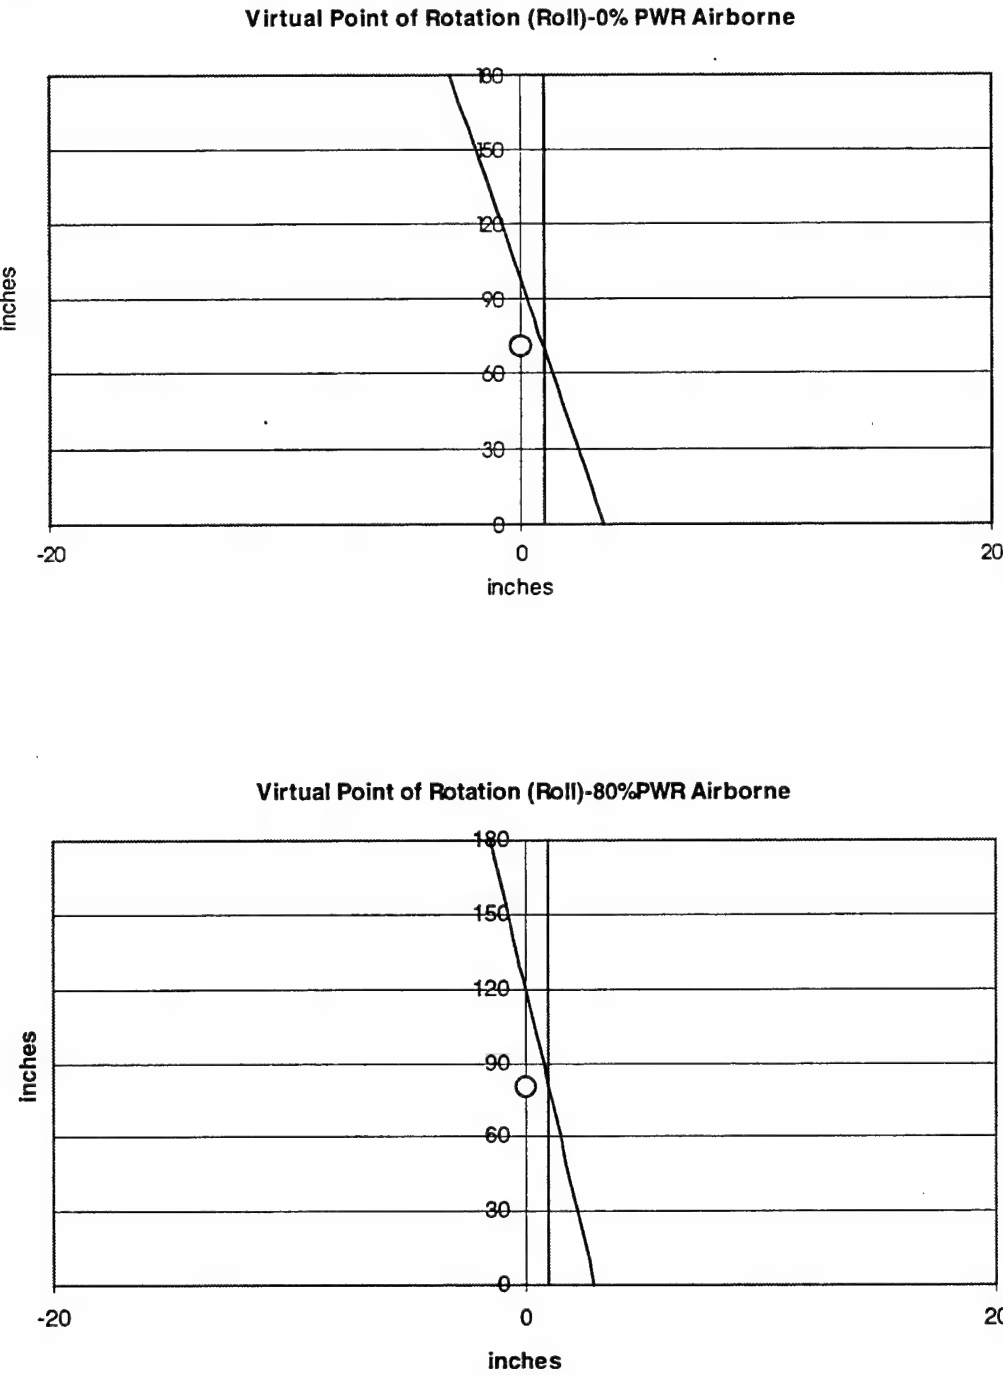 Virtual Point of Rotation (Roll)-0% PWR Airborne
180
150
120
90
60
30
0
inches
-20 0 20
inches
Virtual Point of Rotation (Roll)-80%PWR Airborne
180
150
120
90
60
30
0
inches
-20 0 20
inches